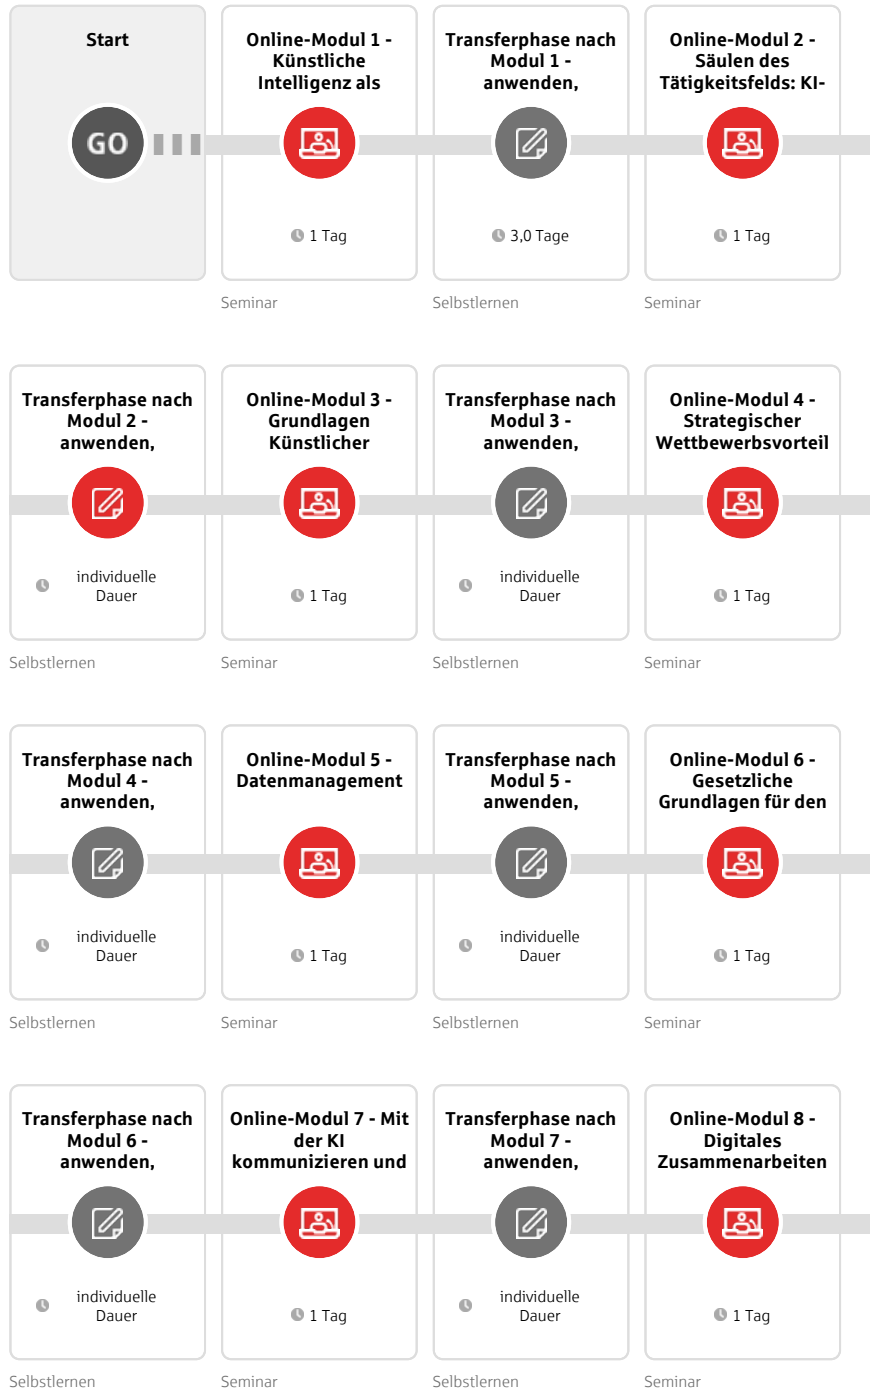 Start
GO
Online-Modul 1 -
Künstliche
Intelligenz als
1 Tag
Seminar
Transferphase nach
Modul 1 -
anwenden,
3,0 Tage
Selbstlernen
Online-Modul 2 -
Säulen des
Tätigkeitsfelds: KI-
1 Tag
Seminar
Transferphase nach
Modul 2 -
anwenden,
individuelle
Dauer
Selbstlernen
Online-Modul 3 -
Grundlagen
Künstlicher
1 Tag
Seminar
Transferphase nach
Modul 3 -
anwenden,
individuelle
Dauer
Selbstlernen
Online-Modul 4 -
Strategischer
Wettbewerbsvorteil
1 Tag
Seminar
Transferphase nach
Modul 4 -
anwenden,
individuelle
Dauer
Selbstlernen
Online-Modul 5 -
Datenmanagement
1 Tag
Seminar
Transferphase nach
Modul 5 -
anwenden,
individuelle
Dauer
Selbstlernen
Online-Modul 6 -
Gesetzliche
Grundlagen für den
1 Tag
Seminar
Transferphase nach
Modul 6 -
anwenden,
individuelle
Dauer
Selbstlernen
Online-Modul 7 - Mit
der KI
kommunizieren und
1 Tag
Seminar
Transferphase nach
Modul 7 -
anwenden,
individuelle
Dauer
Selbstlernen
Online-Modul 8 -
Digitales
Zusammenarbeiten
1 Tag
Seminar